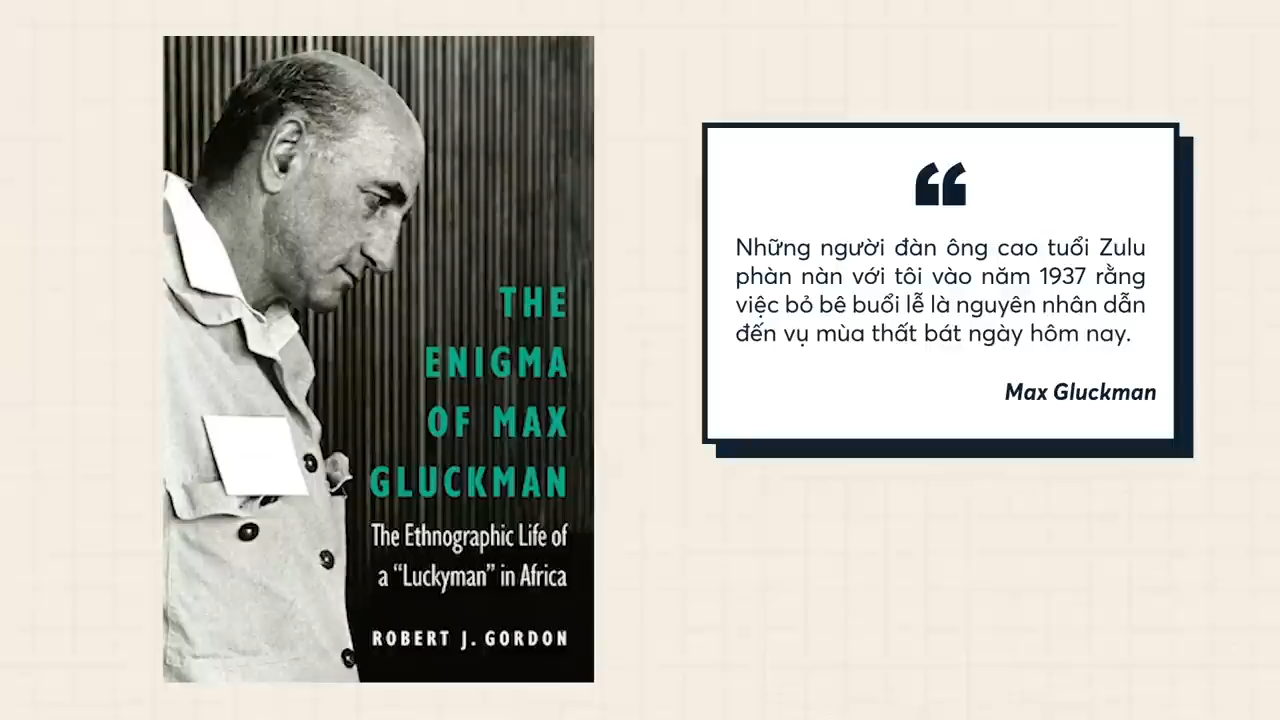 THE
ENIGMA
OF MAX
GLUCKMAN
The Ethnographic Life of
a “Luckyman” in Africa
ROBERT J. GORDON
“
Những người đàn ông cao tuổi Zulu
phàn nàn với tôi vào năm 1937 rằng
việc bỏ bê buổi lễ là nguyên nhân dẫn
đến vụ mùa thất bát ngày hôm nay.
Max Gluckman